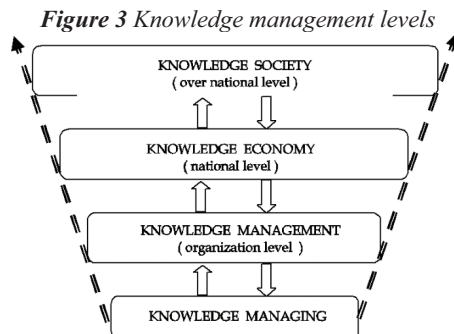 Figure 3 Knowledge management levels
KNOWLEDGE SOCIETY
( over national level )
KNOWLEDGE ECONOMY
( national level )
KNOWLEDGE MANAGEMENT
( organization level )
KNOWLEDGE MANAGING